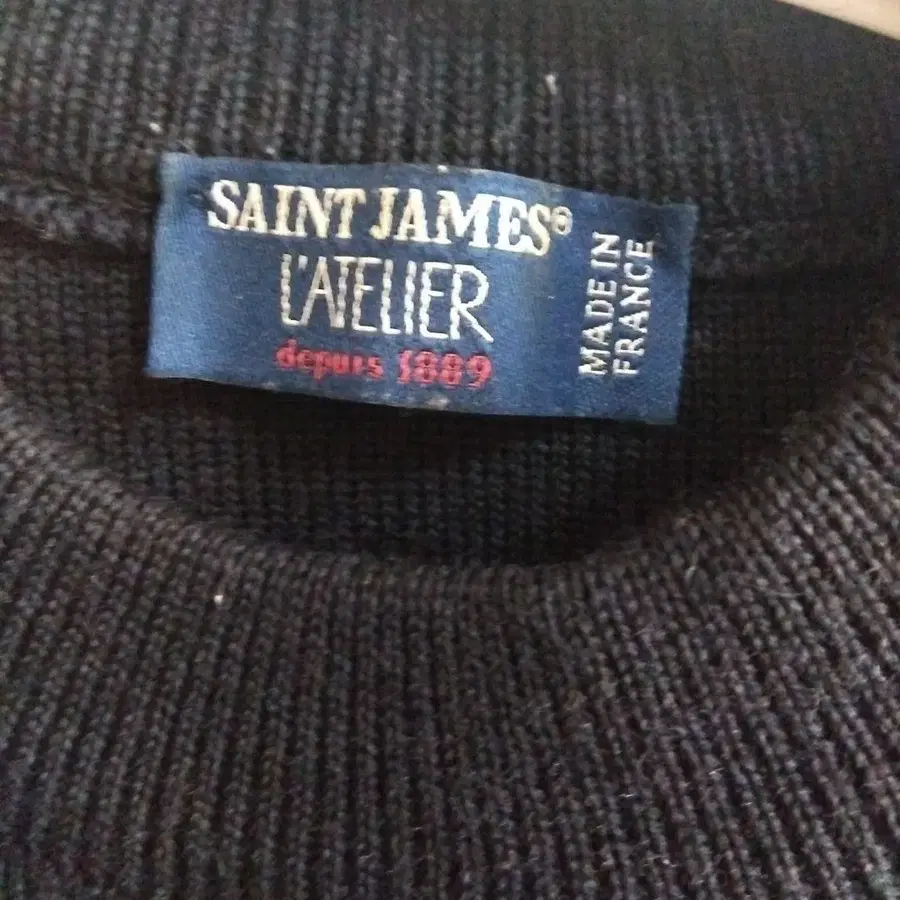 SAINT JAMES®
L'ATELIER
depuis 1889
MADE IN
FRANCE